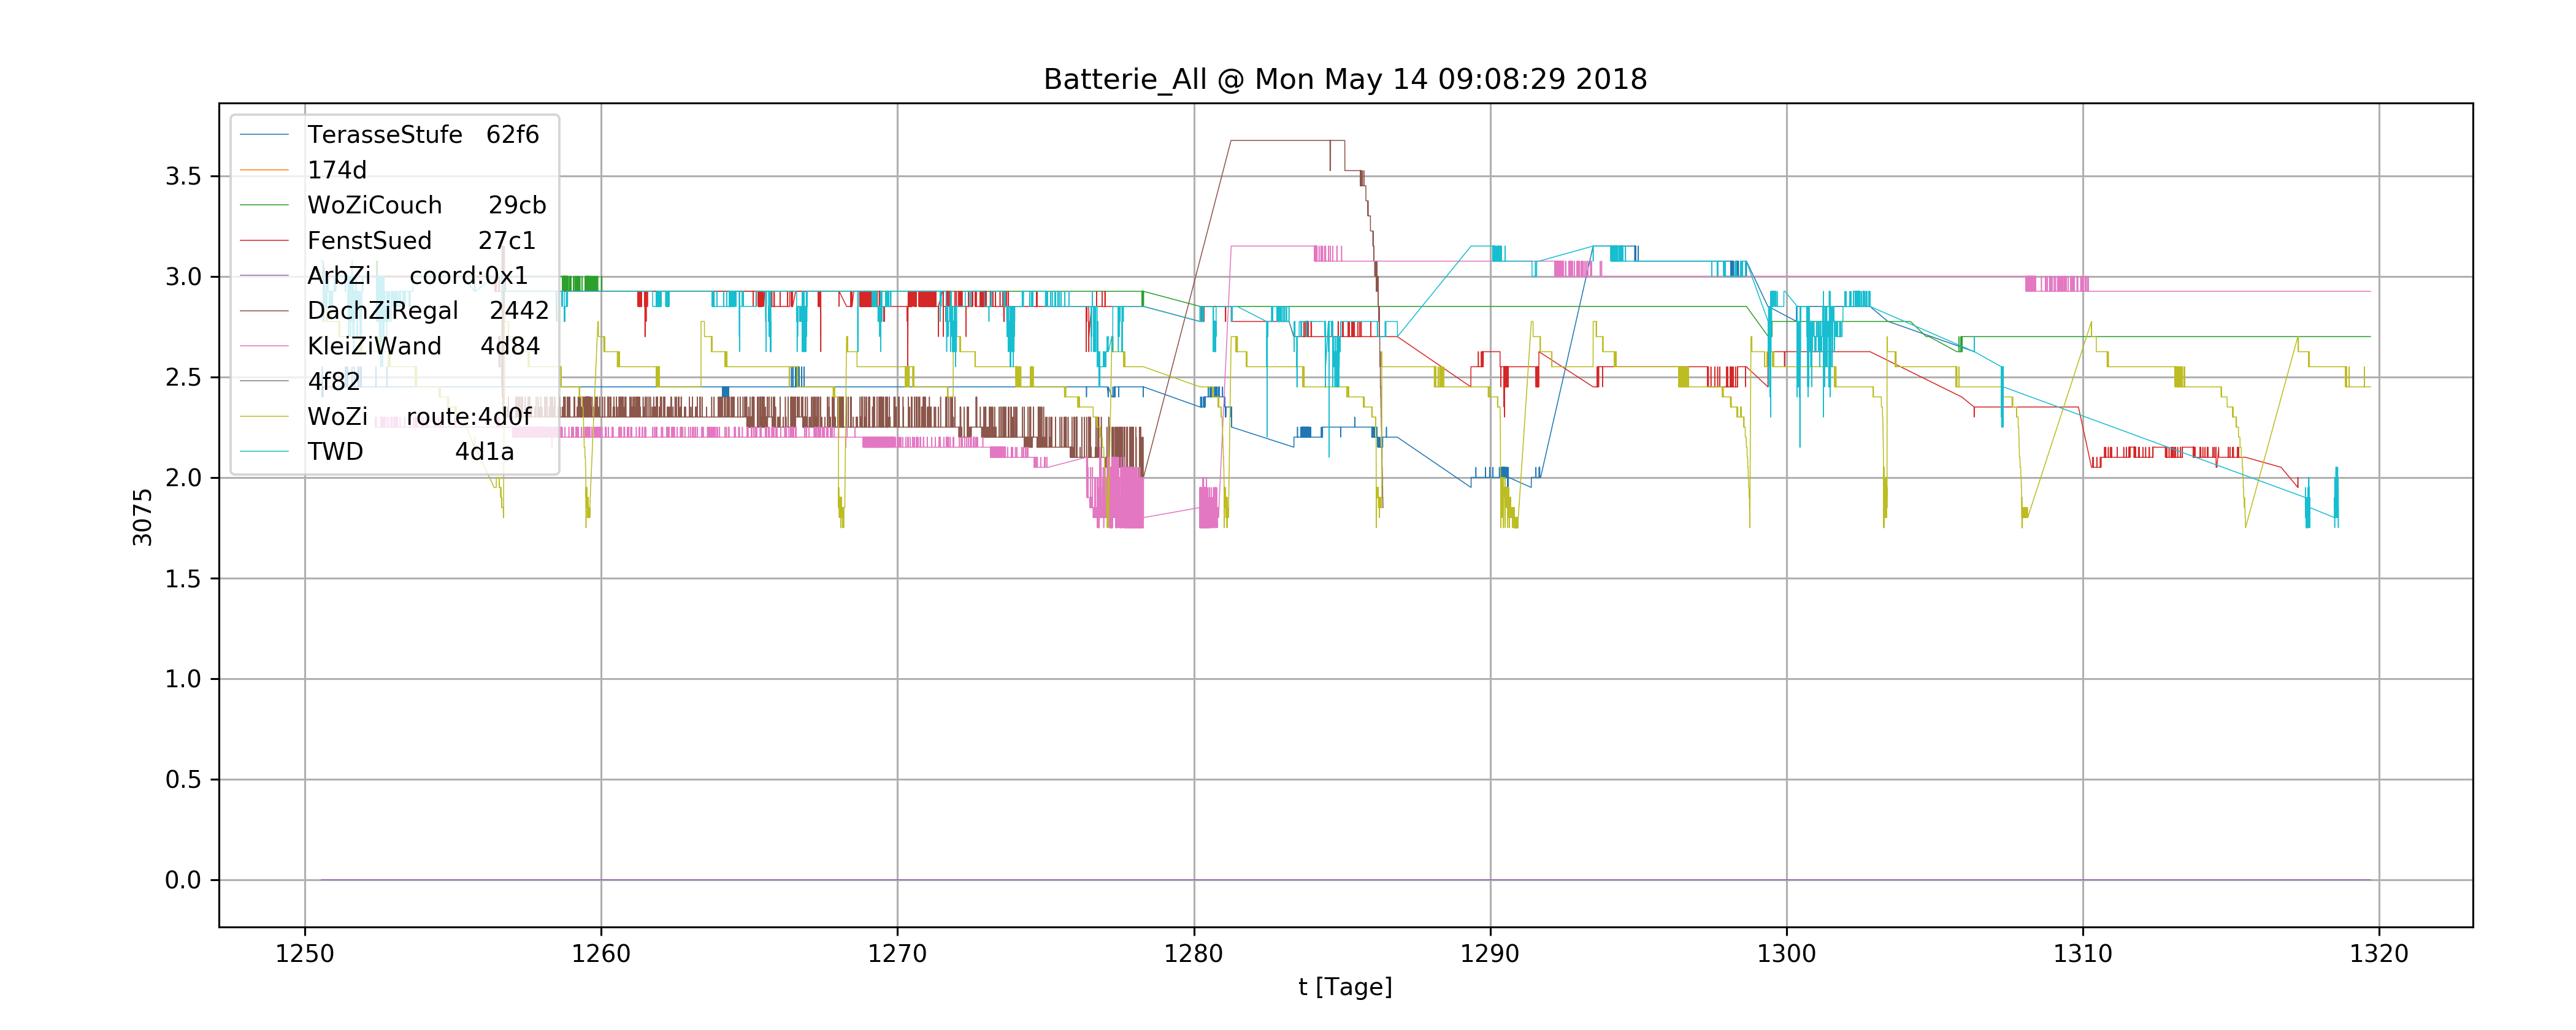 Batterie_All @ Mon May 14 09:08:29 2018
TerasseStufe 62f6
174d
WoZiCouch 29cb
FenstSued 27c1
ArbZi coord:0x1
DachZiRegal 2442
KleiZiWand 4d84
4f82
WoZi route:4d0f
TWD 4d1a
3.5
3.0
2.5
2.0
1.5
1.0
0.5
0.0
3075
1250 1260 1270 1280 1290 1300 1310 1320
t [Tage]